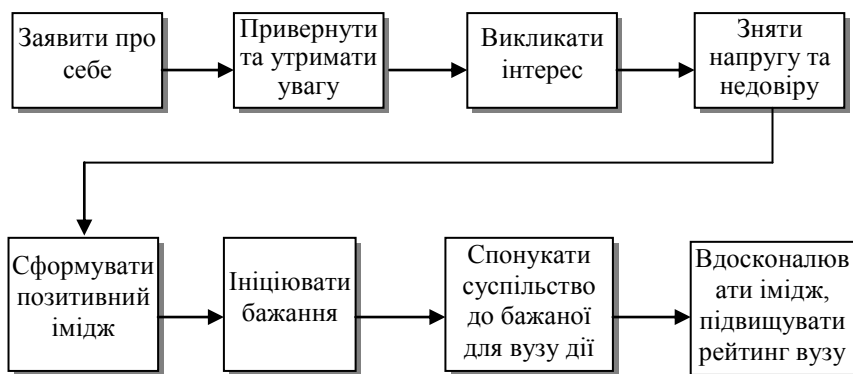 Заявити про
себе
Привернути
та утримати
увагу
Викликати
інтерес
Зняти
напругу та
недовіру
Сформувати
позитивний
імідж
Ініціювати
бажання
Спонукати
суспільство
до бажаної
для вузу дії
Вдосконалюв
ати імідж,
підвищувати
рейтинг вузу